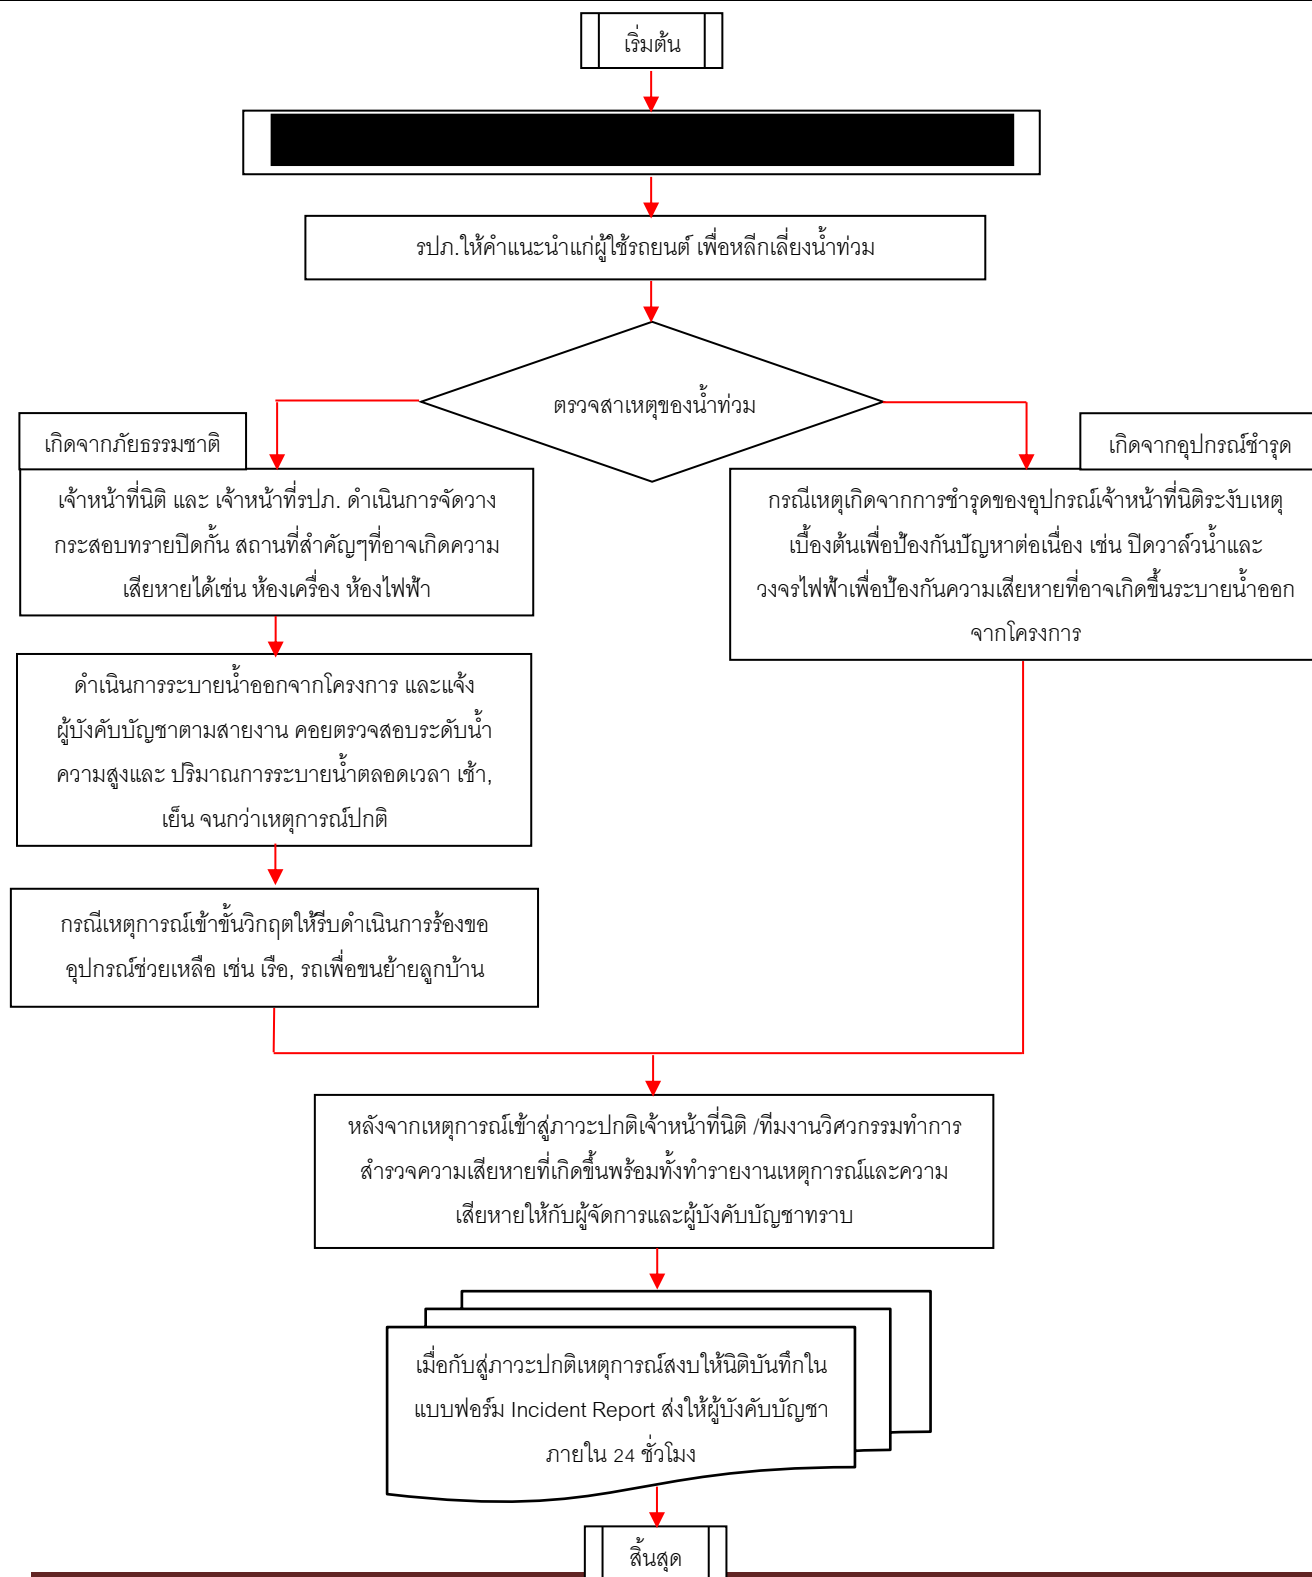 เริ่มต้น
รปภ.ให้คำแนะนำแก่ผู้ใช้รถยนต์ เพื่อหลีกเลี่ยงน้ำท่วม
ตรวจสาเหตุของน้ำท่วม
เกิดจากภัยธรรมชาติ
เจ้าหน้าที่นิติ และ เจ้าหน้าที่รปภ. ดำเนินการจัดวาง
กระสอบทรายปิดกั้น สถานที่สำคัญๆที่อาจเกิดความ
เสียหายได้เช่น ห้องเครื่อง ห้องไฟฟ้า
ดำเนินการระบายน้ำออกจากโครงการ และแจ้ง
ผู้บังคับบัญชาตามสายงาน คอยตรวจสอบระดับน้ำ
ความสูงและ ปริมาณการระบายน้ำตลอดเวลา เช้า,
เย็น จนกว่าเหตุการณ์ปกติ
กรณีเหตุการณ์เข้าขั้นวิกฤตให้รีบดำเนินการร้องขอ
อุปกรณ์ช่วยเหลือ เช่น เรือ, รถเพื่อขนย้ายลูกบ้าน
เกิดจากอุปกรณ์ชำรุด
กรณีเหตุเกิดจากการชำรุดของอุปกรณ์เจ้าหน้าที่นิติระงับเหตุ
เบื้องต้นเพื่อป้องกันปัญหาต่อเนื่อง เช่น ปิดวาล์วน้ำและ
วงจรไฟฟ้าเพื่อป้องกันความเสียหายที่อาจเกิดขึ้นระบายน้ำออก
จากโครงการ
หลังจากเหตุการณ์เข้าสู่ภาวะปกติเจ้าหน้าที่นิติ /ทีมงานวิศวกรรมทำการ
สำรวจความเสียหายที่เกิดขึ้นพร้อมทั้งทำรายงานเหตุการณ์และความ
เสียหายให้กับผู้จัดการและผู้บังคับบัญชาทราบ
เมื่อกับสู่ภาวะปกติเหตุการณ์สงบให้นิติบันทึกใน
แบบฟอร์ม Incident Report ส่งให้ผู้บังคับบัญชา
ภายใน 24 ชั่วโมง
สิ้นสุด